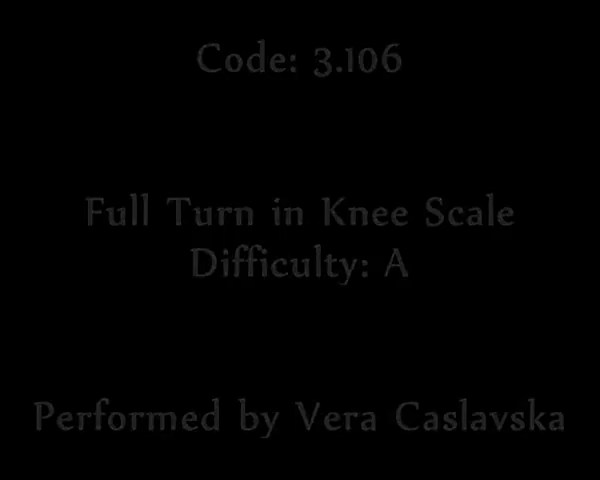 Code: 3.106
Full Turn in Knee Scale
Difficulty: A
Performed by Vera Caslavska